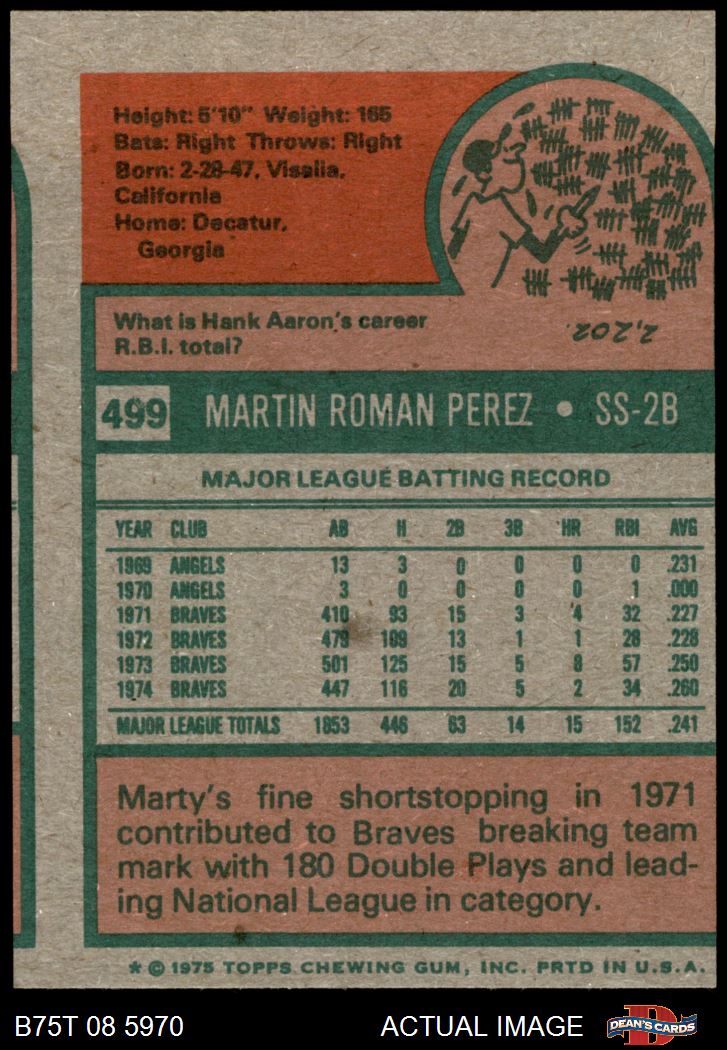 Height: 5'10" Weight: 165
Bats: Right Throws: Right
Born: 2-28-47, Visalia,
California
Home: Decatur,
Georgia
What is Hank Aaron's career
R.B.I. total?
2,202.
499 MARTIN ROMAN PEREZ • SS-2B
MAJOR LEAGUE BATTING RECORD
YEAR CLUB AB H 2B 3B HR RBI AVG
1969 ANGELS 13 3 0 0 0 0 .231
1970 ANGELS 3 0 0 0 0 1 .000
1971 BRAVES 410 93 15 3 4 32 .227
1972 BRAVES 479 109 13 1 1 28 .228
1973 BRAVES 501 125 15 5 8 57 .250
1974 BRAVES 447 116 20 5 2 34 .260
MAJOR LEAGUE TOTALS 1853 446 63 14 15 152 .241
Marty's fine shortstopping in 1971
contributed to Braves breaking team
mark with 180 Double Plays and lead-
ing National League in category.
* © 1975 TOPPS CHEWING GUM, INC. PRTD IN U.S.A.
B75T 08 5970 ACTUAL IMAGE DEAN'S CARDS